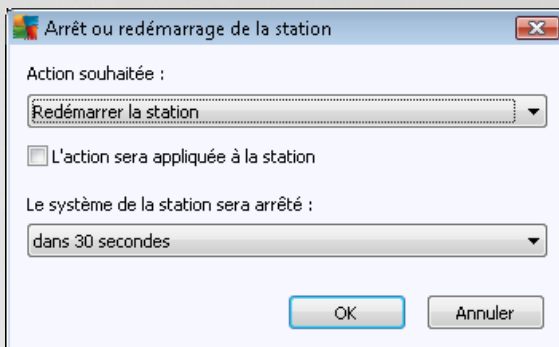 Arrêt ou redémarrage de la station
Action souhaitée :
Redémarrer la station
L'action sera appliquée à la station
Le système de la station sera arrêté :
dans 30 secondes
OK
Annuler